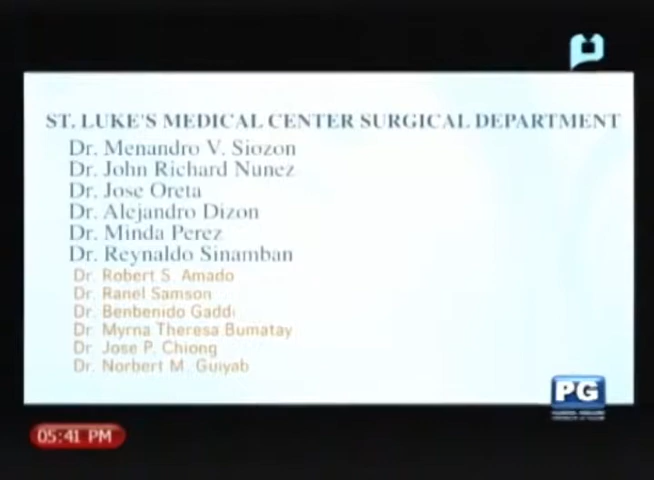 ST. LUKE'S MEDICAL CENTER SURGICAL DEPARTMENT
Dr. Menandro V. Siozon
Dr. John Richard Nunez
Dr. Jose Oreta
Dr. Alejandro Dizon
Dr. Minda Perez
Dr. Reynaldo Sinamban
Dr. Robert S. Amado
Dr. Ranel Samson
Dr. Benbenido Gaddi
Dr. Myrna Theresa Bumatay
Dr. Jose P. Chiong
Dr. Norbert M. Guiyab
PG
05:41 PM